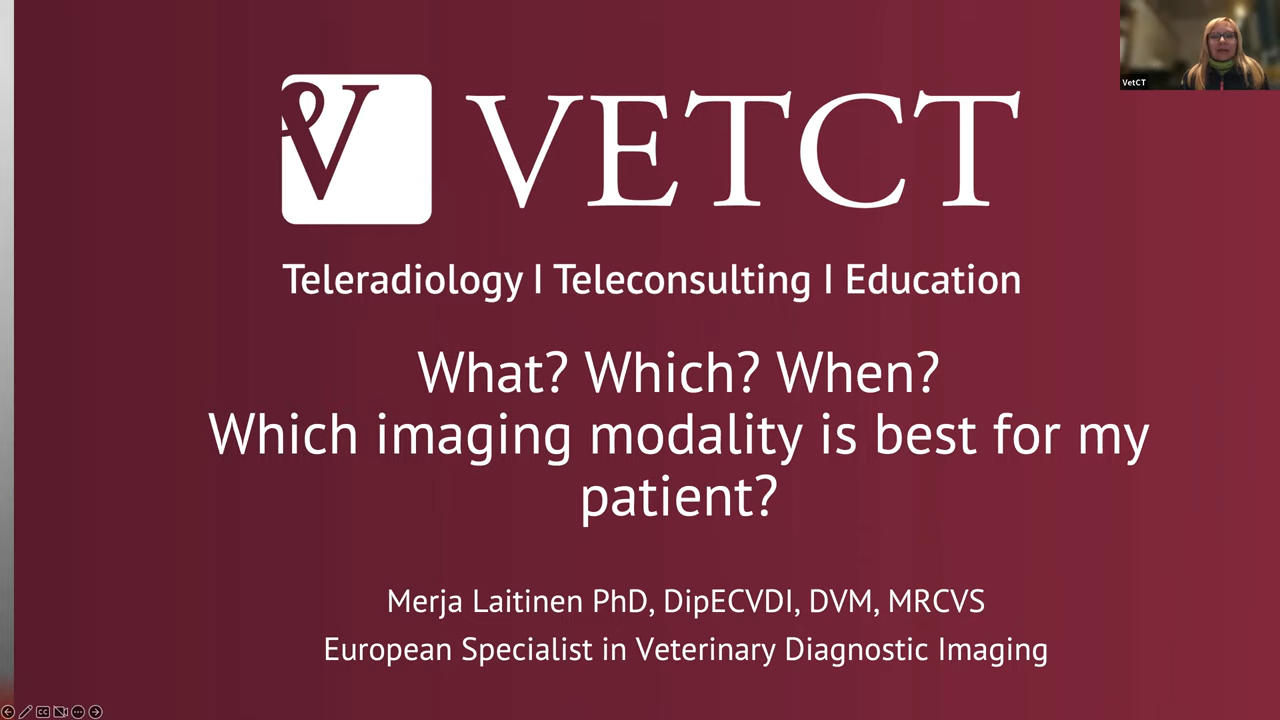 VetCT
V VETCT
Teleradiology I Teleconsulting I Education
What? Which? When?
Which imaging modality is best for my
patient?
Merja Laitinen PhD, DipECVDI, DVM, MRCVS
European Specialist in Veterinary Diagnostic Imaging
CC